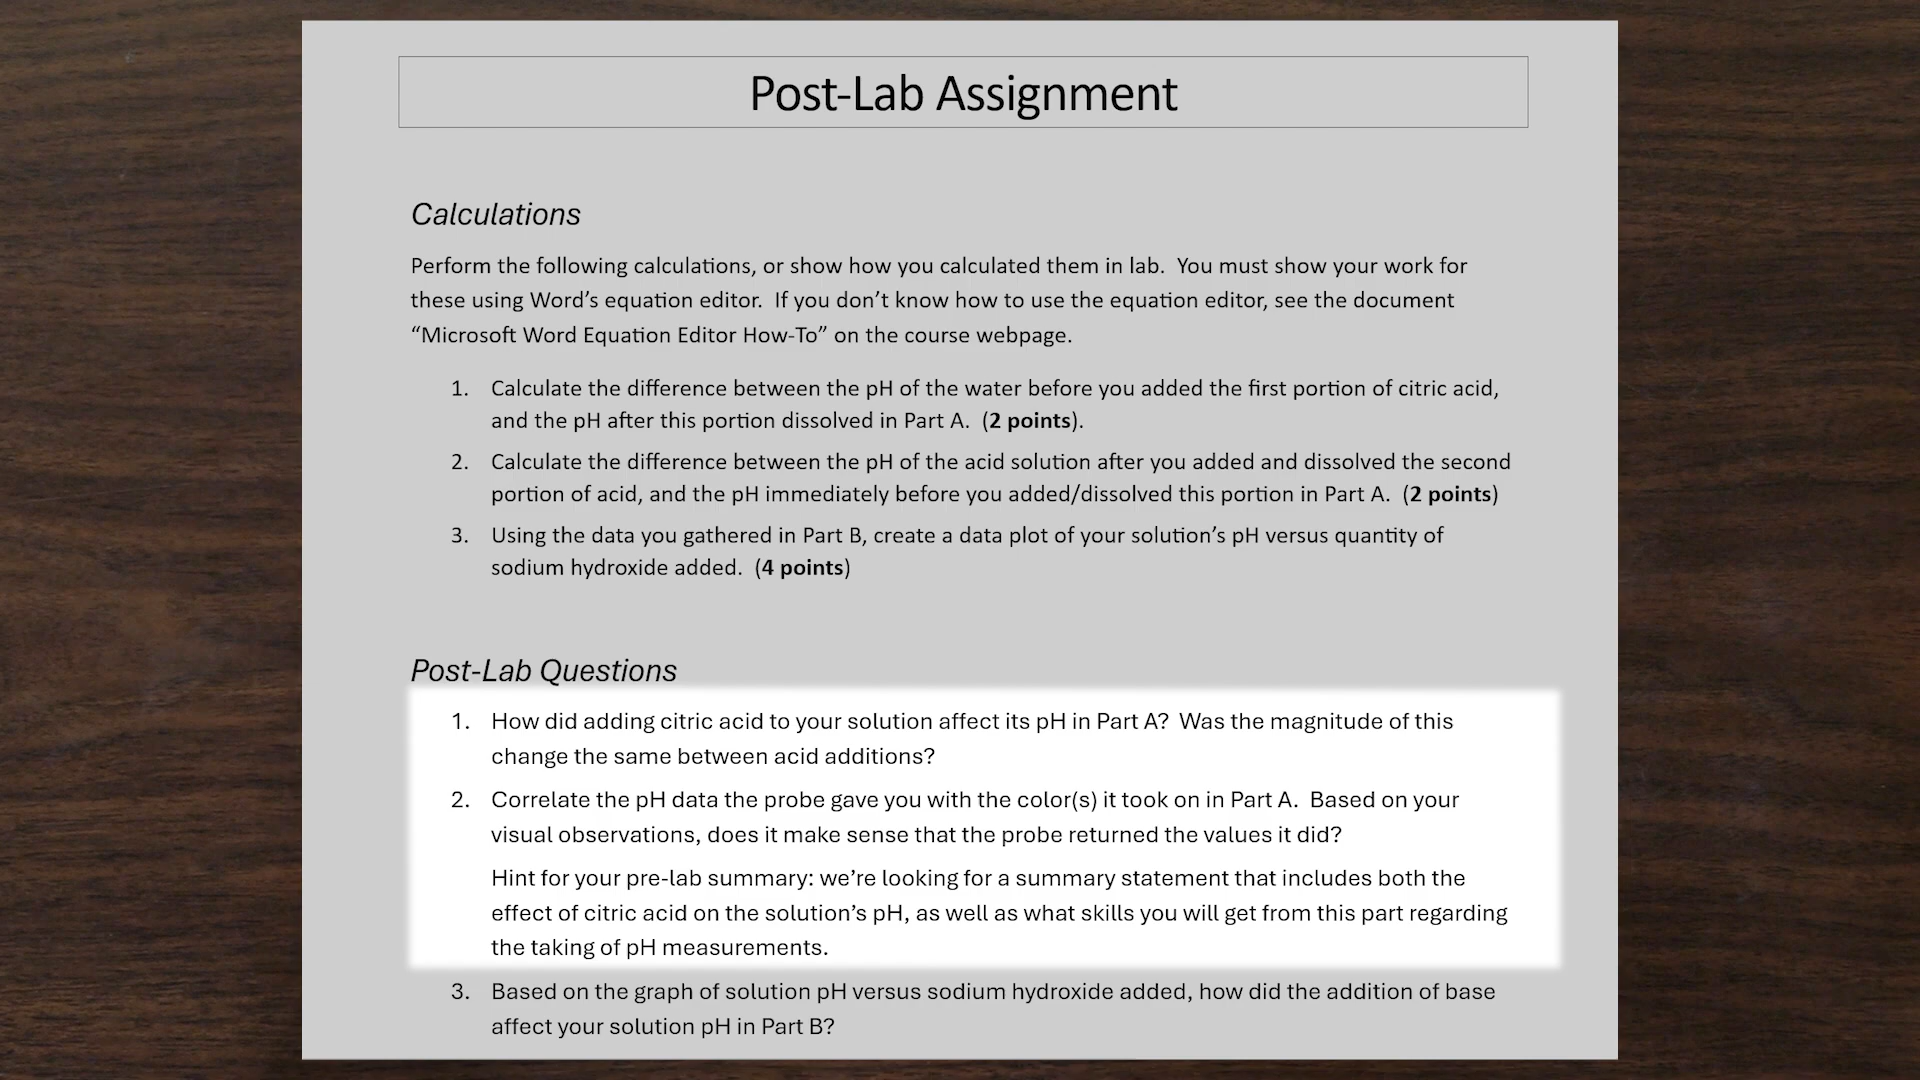 Post-Lab Assignment
Calculations
Perform the following calculations, or show how you calculated them in lab.  You must show your work for
these using Word’s equation editor.  If you don’t know how to use the equation editor, see the document
“Microsoft Word Equation Editor How-To” on the course webpage.
1. Calculate the difference between the pH of the water before you added the first portion of citric acid,
and the pH after this portion dissolved in Part A.  (2 points).
2. Calculate the difference between the pH of the acid solution after you added and dissolved the second
portion of acid, and the pH immediately before you added/dissolved this portion in Part A.  (2 points)
3. Using the data you gathered in Part B, create a data plot of your solution’s pH versus quantity of
sodium hydroxide added.  (4 points)
Post-Lab Questions
1. How did adding citric acid to your solution affect its pH in Part A?  Was the magnitude of this
change the same between acid additions?
2. Correlate the pH data the probe gave you with the color(s) it took on in Part A.  Based on your
visual observations, does it make sense that the probe returned the values it did?
Hint for your pre-lab summary: we’re looking for a summary statement that includes both the
effect of citric acid on the solution’s pH, as well as what skills you will get from this part regarding
the taking of pH measurements.
3. Based on the graph of solution pH versus sodium hydroxide added, how did the addition of base
affect your solution pH in Part B?